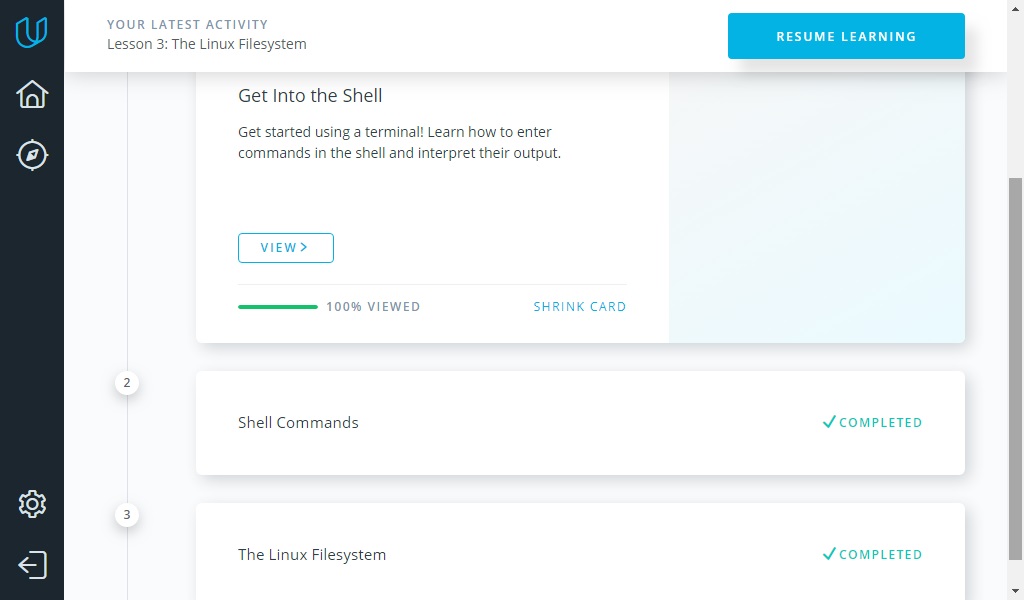 YOUR LATEST ACTIVITY
Lesson 3: The Linux Filesystem
RESUME LEARNING
Get Into the Shell
Get started using a terminal! Learn how to enter
commands in the shell and interpret their output.
VIEW
100% VIEWED
SHRINK CARD
2
Shell Commands
COMPLETED
3
The Linux Filesystem
COMPLETED